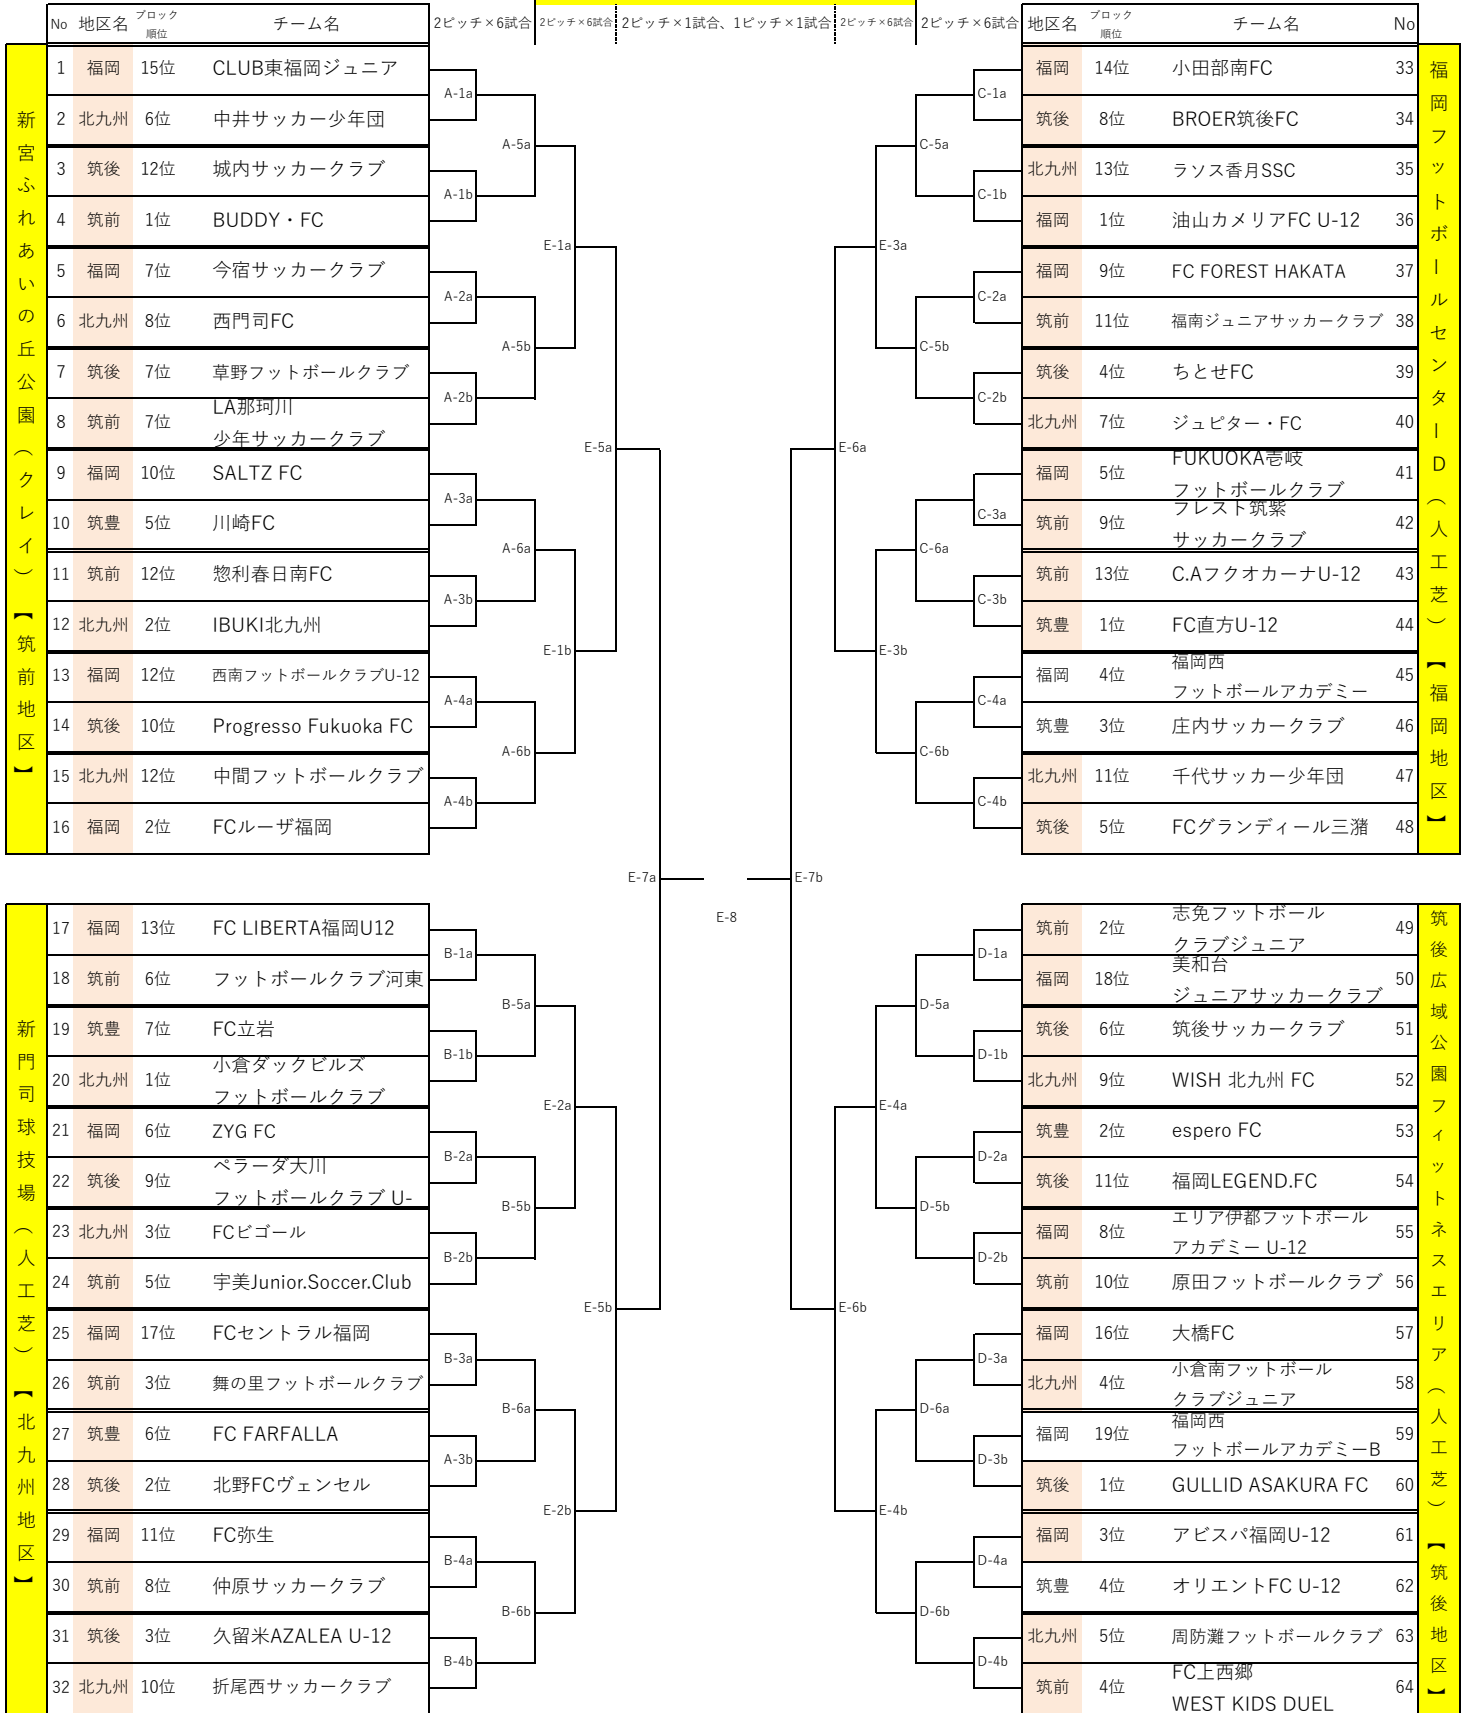 No 地区名 ブロック順位 チーム名 2ピッチ×6試合 2ピッチ×6試合 2ピッチ×1試合、1ピッチ×1試合 2ピッチ×6試合 2ピッチ×6試合 地区名 ブロック順位 チーム名 No
新宮ふれあいの丘公園(クレイ)【筑前地区】
1 福岡 15位 CLUB東福岡ジュニア
2 北九州 6位 中井サッカー少年団
3 筑後 12位 城内サッカークラブ
4 筑前 1位 BUDDY・FC
5 福岡 7位 今宿サッカークラブ
6 北九州 8位 西門司FC
7 筑後 7位 草野フットボールクラブ
8 筑前 7位 LA那珂川
少年サッカークラブ
9 福岡 10位 SALTZ FC
10 筑豊 5位 川崎FC
11 筑前 12位 惣利春日南FC
12 北九州 2位 IBUKI北九州
13 福岡 12位 西南フットボールクラブU-12
14 筑後 10位 Progresso Fukuoka FC
15 北九州 12位 中間フットボールクラブ
16 福岡 2位 FCルーザ福岡
A-1a
A-1b
A-2a
A-2b
A-3a
A-3b
A-4a
A-4b
A-5a
A-5b
A-6a
A-6b
E-1a
E-1b
E-5a
新門司球技場(人工芝)【北九州地区】
17 福岡 13位 FC LIBERTA福岡U12
18 筑前 6位 フットボールクラブ河東
19 筑豊 7位 FC立岩
20 北九州 1位 小倉ダックビルズ
フットボールクラブ
21 福岡 6位 ZYG FC
22 筑後 9位 ペラーダ大川
フットボールクラブ U-
23 北九州 3位 FCビゴール
24 筑前 5位 宇美Junior.Soccer.Club
25 福岡 17位 FCセントラル福岡
26 筑前 3位 舞の里フットボールクラブ
27 筑豊 6位 FC FARFALLA
28 筑後 2位 北野FCヴェンセル
29 福岡 11位 FC弥生
30 筑前 8位 仲原サッカークラブ
31 筑後 3位 久留米AZALEA U-12
32 北九州 10位 折尾西サッカークラブ
B-1a
B-1b
B-2a
B-2b
B-3a
A-3b
B-4a
B-4b
B-5a
B-5b
B-6a
B-6b
E-2a
E-2b
E-5b
E-7a
E-8
E-7b
福岡 14位 小田部南FC 33
筑後 8位 BROER筑後FC 34
北九州 13位 ラソス香月SSC 35
福岡 1位 油山カメリアFC U-12 36
福岡 9位 FC FOREST HAKATA 37
筑前 11位 福南ジュニアサッカークラブ 38
筑後 4位 ちとせFC 39
北九州 7位 ジュピター・FC 40
福岡 5位 FUKUOKA壱岐
フットボールクラブ 41
筑前 9位 フレスト筑紫
サッカークラブ 42
筑前 13位 C.AフクオカーナU-12 43
筑豊 1位 FC直方U-12 44
福岡 4位 福岡西
フットボールアカデミー 45
筑豊 3位 庄内サッカークラブ 46
北九州 11位 千代サッカー少年団 47
筑後 5位 FCグランディール三潴 48
福岡フットボールセンターD(人工芝)【福岡地区】
C-1a
C-1b
C-2a
C-2b
C-3a
C-3b
C-4a
C-4b
C-5a
C-5b
C-6a
C-6b
E-3a
E-3b
E-6a
筑前 2位 志免フットボール
クラブジュニア 49
福岡 18位 美和台
ジュニアサッカークラブ 50
筑後 6位 筑後サッカークラブ 51
北九州 9位 WISH 北九州 FC 52
筑豊 2位 espero FC 53
筑後 11位 福岡LEGEND.FC 54
福岡 8位 エリア伊都フットボール
アカデミー U-12 55
筑前 10位 原田フットボールクラブ 56
福岡 16位 大橋FC 57
北九州 4位 小倉南フットボール
クラブジュニア 58
福岡 19位 福岡西
フットボールアカデミーB 59
筑後 1位 GULLID ASAKURA FC 60
福岡 3位 アビスパ福岡U-12 61
筑豊 4位 オリエントFC U-12 62
北九州 5位 周防灘フットボールクラブ 63
筑前 4位 FC上西郷
WEST KIDS DUEL 64
筑後広域公園フィットネスエリア(人工芝)【筑後地区】
D-1a
D-1b
D-2a
D-2b
D-3a
D-3b
D-4a
D-4b
D-5a
D-5b
D-6a
D-6b
E-4a
E-4b
E-6b